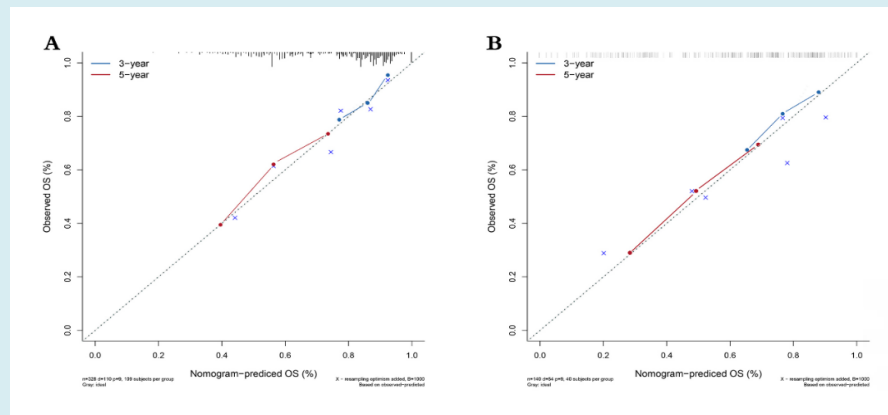 A
3-year
5-year
Observed OS (%)
1.0
0.8
0.6
0.4
0.2
0.0
0.0 0.2 0.4 0.6 0.8 1.0
Nomogram-prediced OS (%)
Gray: ideal
X - resampling optimism added, B=1000
Based on observed-predicted
B
3-year
5-year
Observed OS (%)
1.0
0.8
0.6
0.4
0.2
0.0
0.0 0.2 0.4 0.6 0.8 1.0
Nomogram-prediced OS (%)
Gray: ideal
X - resampling optimism added, B=1000
Based on observed-predicted